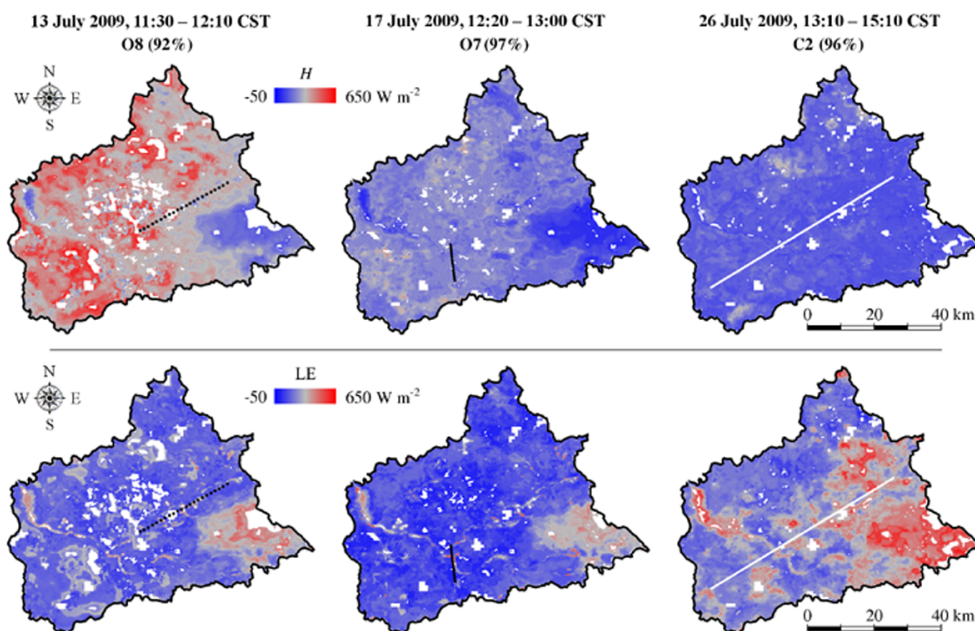 13 July 2009, 11:30 – 12:10 CST
O8 (92%)
17 July 2009, 12:20 – 13:00 CST
O7 (97%)
26 July 2009, 13:10 – 15:10 CST
C2 (96%)
N
W E
S
H
-50 650 W m⁻²
0 20 40 km
N
W E
S
LE
-50 650 W m⁻²
0 20 40 km